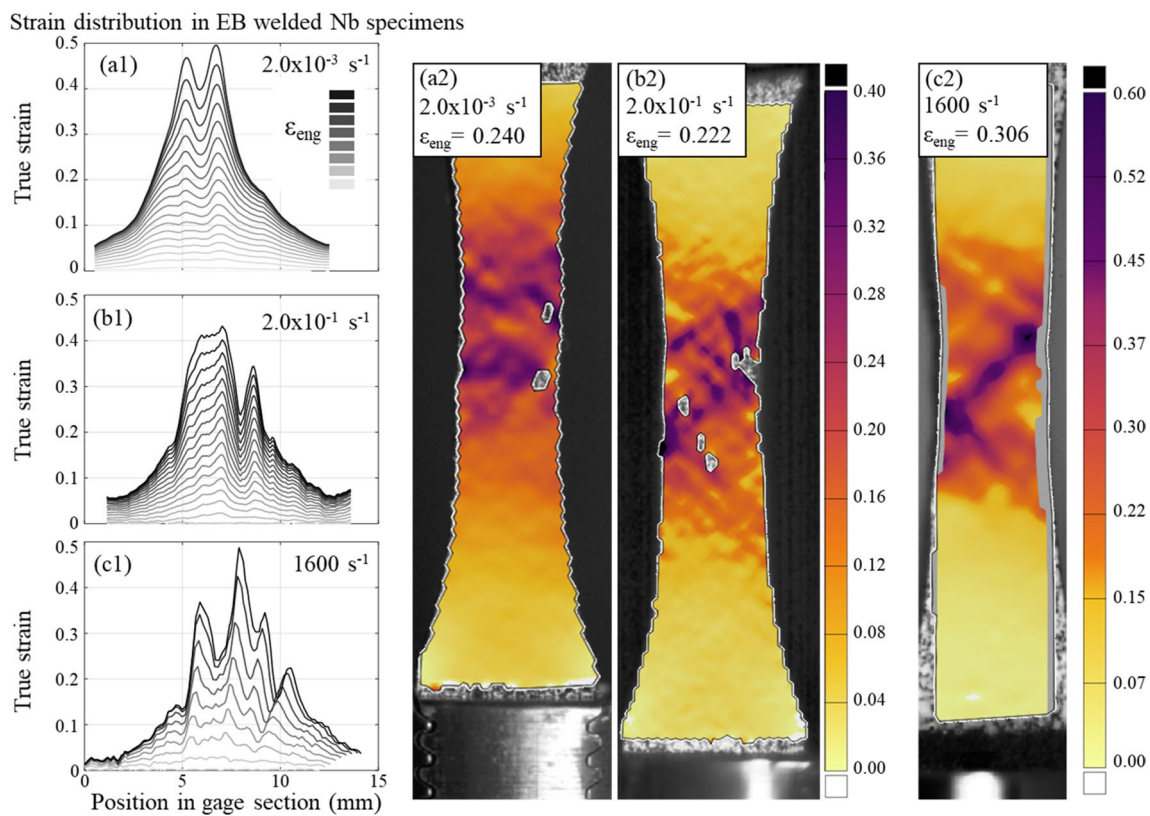 Strain distribution in EB welded Nb specimens
0.5
(a1)
2.0x10-3 s-1
0.4
εeng
0.3
True strain
0.2
0.1
0
0.5
(b1)
2.0x10-1 s-1
0.4
0.3
True strain
0.2
0.1
0
0.5
(c1)
1600 s-1
0.4
0.3
True strain
0.2
0.1
0
0
5
10
15
Position in gage section (mm)
(a2)
2.0x10-3 s-1
εeng= 0.240
(b2)
2.0x10-1 s-1
εeng= 0.222
0.40
0.36
0.32
0.28
0.24
0.20
0.16
0.12
0.08
0.04
0.00
(c2)
1600 s-1
εeng= 0.306
0.60
0.52
0.45
0.37
0.30
0.22
0.15
0.07
0.00